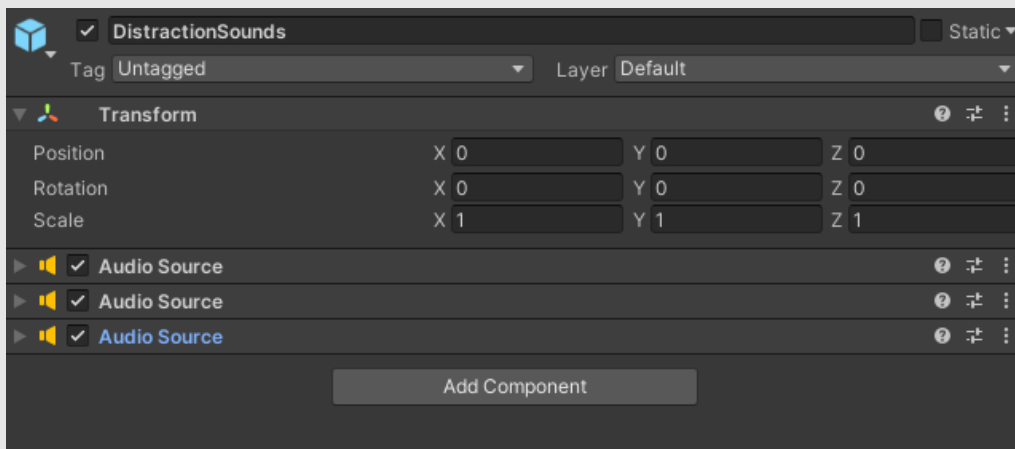 DistractionSounds Static
Tag Untagged Layer Default
Transform
Position X 0 Y 0 Z 0
Rotation X 0 Y 0 Z 0
Scale X 1 Y 1 Z 1
Audio Source
Audio Source
Audio Source
Add Component